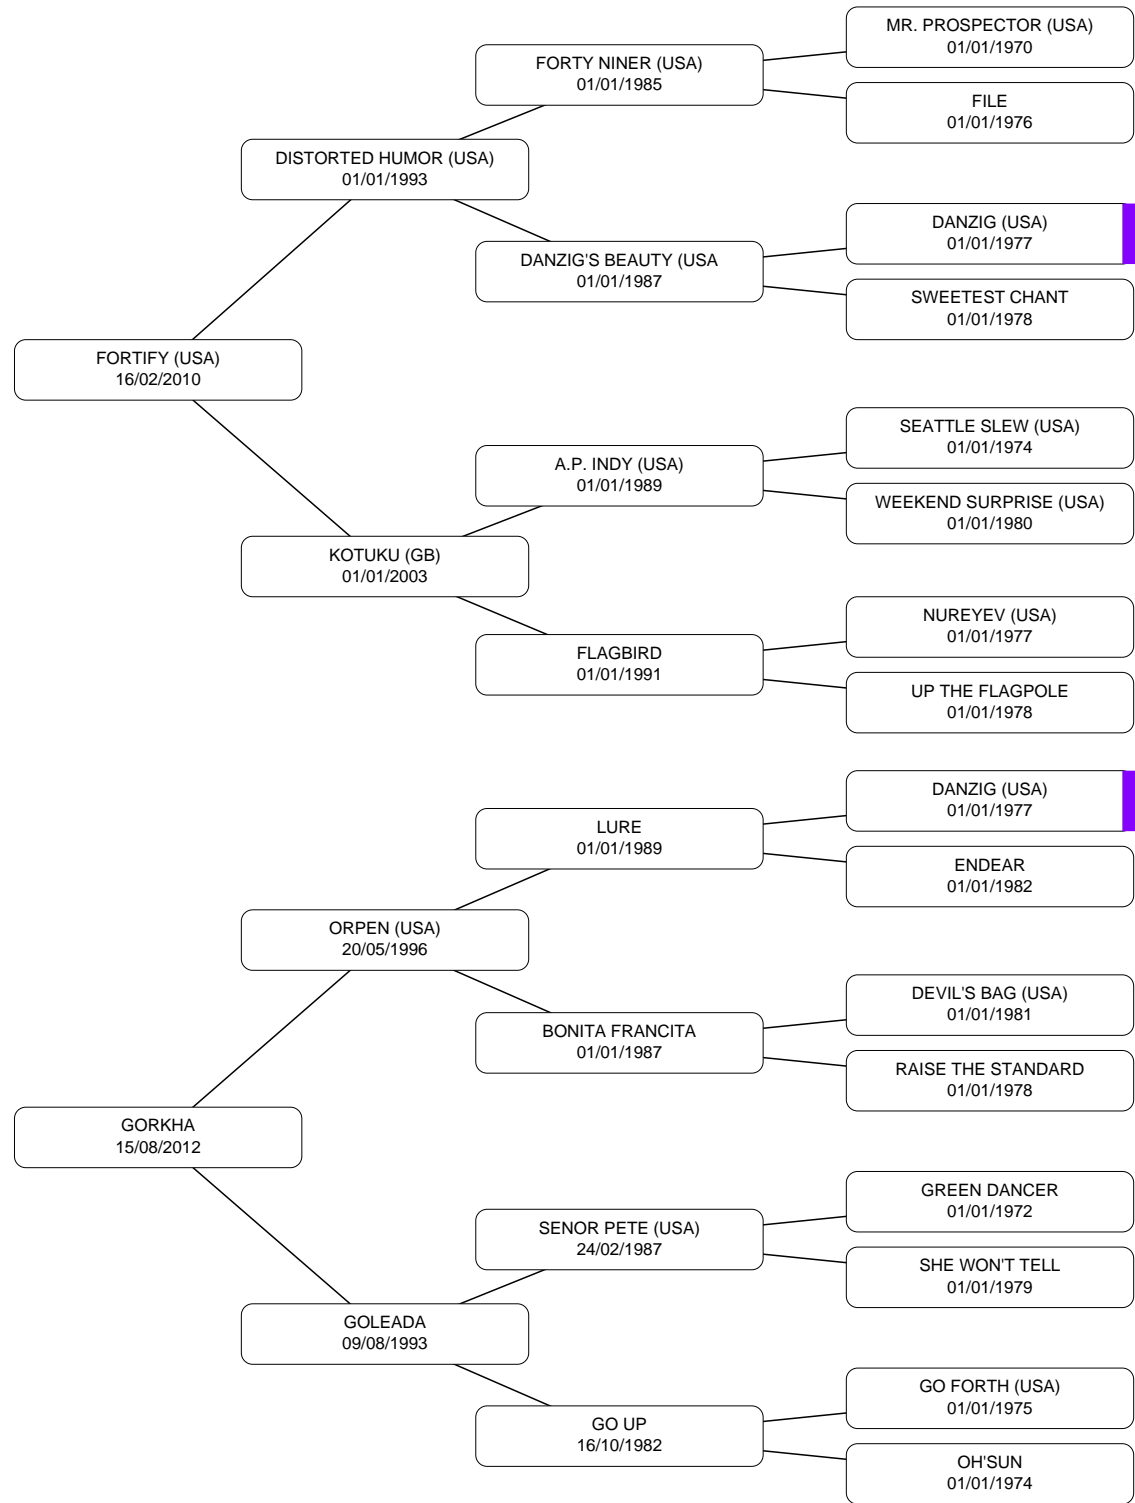 MR. PROSPECTOR (USA)
01/01/1970
FORTY NINER (USA)
01/01/1985
FILE
01/01/1976
DISTORTED HUMOR (USA)
01/01/1993
DANZIG (USA)
01/01/1977
DANZIG'S BEAUTY (USA
01/01/1987
SWEETEST CHANT
01/01/1978
FORTIFY (USA)
16/02/2010
SEATTLE SLEW (USA)
01/01/1974
A.P. INDY (USA)
01/01/1989
WEEKEND SURPRISE (USA)
01/01/1980
KOTUKU (GB)
01/01/2003
NUREYEV (USA)
01/01/1977
FLAGBIRD
01/01/1991
UP THE FLAGPOLE
01/01/1978
DANZIG (USA)
01/01/1977
LURE
01/01/1989
ENDEAR
01/01/1982
ORPEN (USA)
20/05/1996
DEVIL'S BAG (USA)
01/01/1981
BONITA FRANCITA
01/01/1987
RAISE THE STANDARD
01/01/1978
GORKHA
15/08/2012
GREEN DANCER
01/01/1972
SENOR PETE (USA)
24/02/1987
SHE WON'T TELL
01/01/1979
GOLEADA
09/08/1993
GO FORTH (USA)
01/01/1975
GO UP
16/10/1982
OH'SUN
01/01/1974